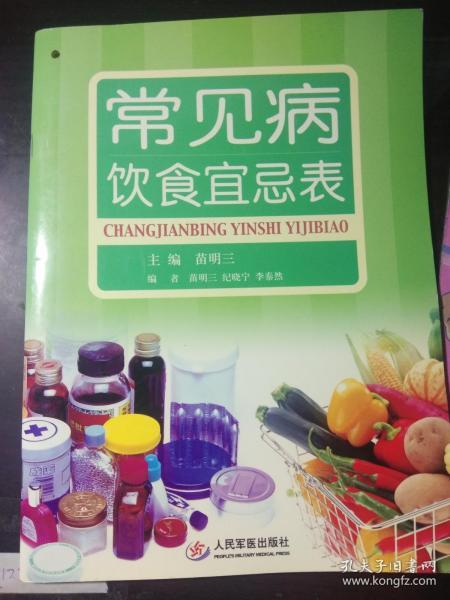 常见病
饮食宜忌表
CHANGJIANBING YINSHI YIJIBIAO
主编 苗明三
编者 苗明三 纪晓宁 李泰然
人民军医出版社
PEOPLE'S MILITARY MEDICAL PRESS
孔夫子旧书网
www.kongfz.com